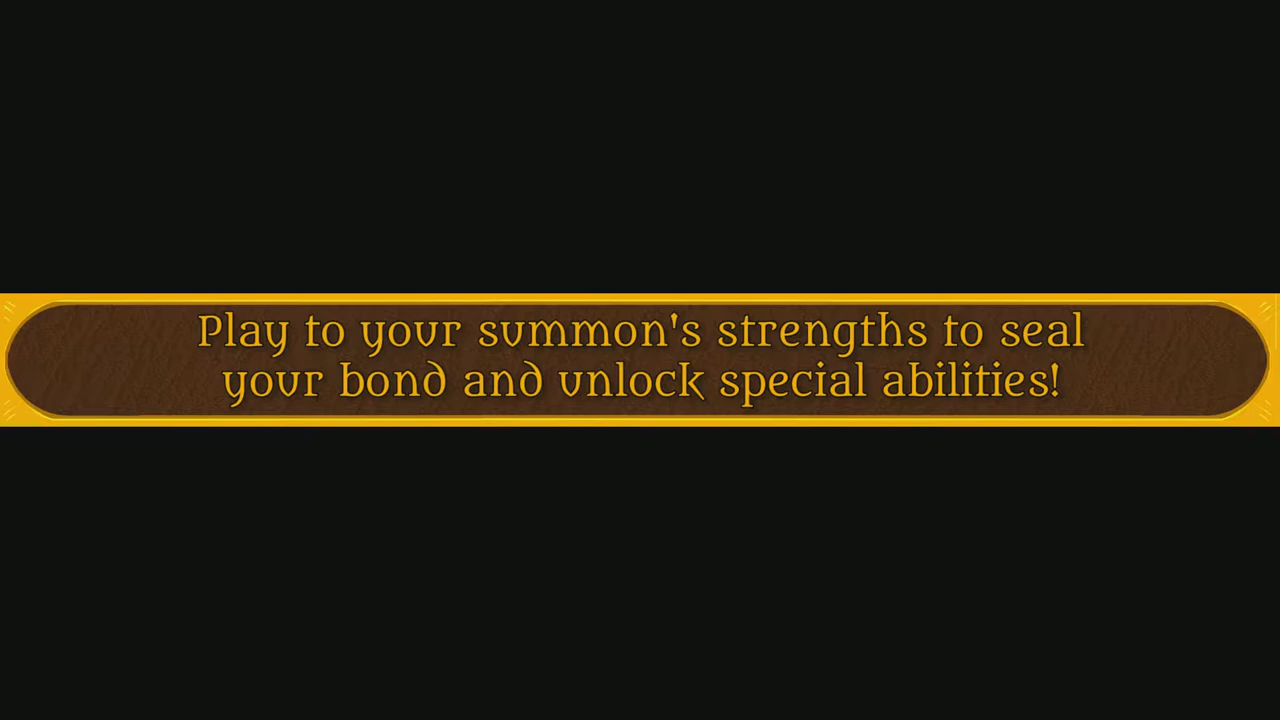 Play to your summon's strengths to seal
your bond and unlock special abilities!